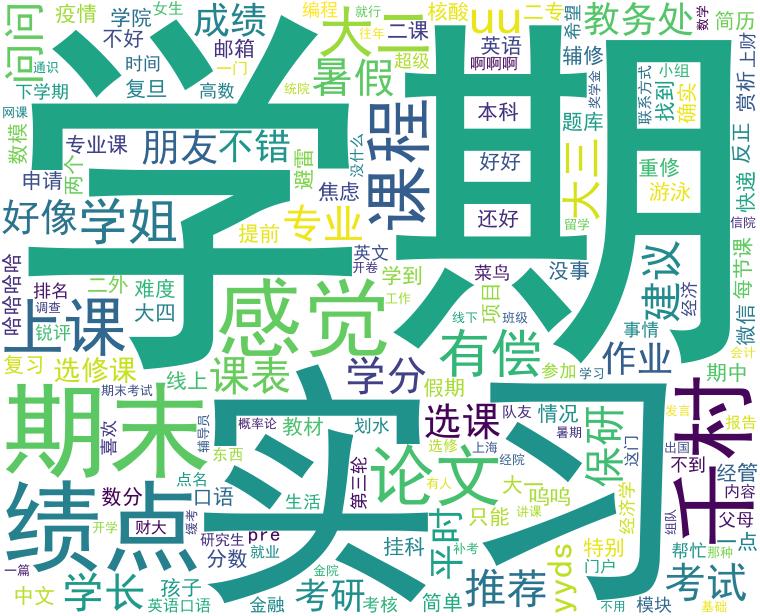 学期
实习
期末
绩点
感觉
上课
课程
千村
论文
有偿
学姐
专业
大二
uu
成绩
教务处
问问
暑假
朋友
不错
好像
学分
课表
选课
保研
建议
作业
考试
推荐
考研
学长
平时
yyds
大三
选修课
疫情
学院
女生
不好
邮箱
编程
就行
核酸
二专
希望
数学
简历
上财
通识
往年
二课
英语
辅修
超级
啊啊啊
奖学金
联系方式
小组
找到
确实
赏析
时间
一门
下学期
复旦
高数
统院
网课
数模
专业课
两个
避雷
没什么
本科
题库
好好
重修
反正
申请
焦虑
游泳
快递
每节课
信院
还好
留学
提前
英文
开卷
菜鸟
没事
学到
哈哈哈哈
排名
二外
难度
调查
大四
锐评
工作
项目
线下
班级
经济
微信
事情
会计
复习
线上
假期
参加
学习
期中
期末考试
喜欢
辅导员
概率论
教材
划水
选修
上海
队友
情况
暑期
发言
报告
东西
经院
这门
不到
出国
经管
内容
点名
第三轮
有人
大一
呜呜
经济学
数分
口语
生活
讲课
只能
组队
父母
一点
开学
财大
缓考
研究生
pre
挂科
补考
特别
帮忙
那种
分数
就业
门户
一篇
中文
孩子
英语口语
金融
金院
考核
简单
不用
模块
基础